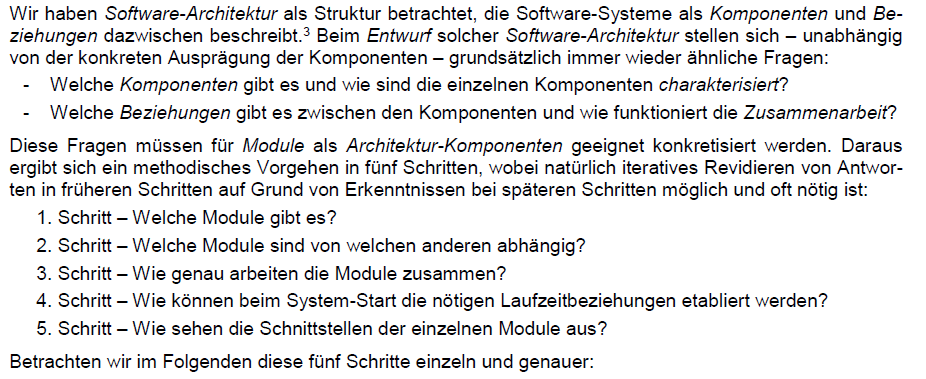 Wir haben Software-Architektur als Struktur betrachtet, die Software-Systeme als Komponenten und Be-
ziehungen dazwischen beschreibt.³ Beim Entwurf solcher Software-Architektur stellen sich – unabhängig
von der konkreten Ausprägung der Komponenten – grundsätzlich immer wieder ähnliche Fragen:
- Welche Komponenten gibt es und wie sind die einzelnen Komponenten charakterisiert?
- Welche Beziehungen gibt es zwischen den Komponenten und wie funktioniert die Zusammenarbeit?
Diese Fragen müssen für Module als Architektur-Komponenten geeignet konkretisiert werden. Daraus
ergibt sich ein methodisches Vorgehen in fünf Schritten, wobei natürlich iteratives Revidieren von Antwor-
ten in früheren Schritten auf Grund von Erkenntnissen bei späteren Schritten möglich und oft nötig ist:
1. Schritt – Welche Module gibt es?
2. Schritt – Welche Module sind von welchen anderen abhängig?
3. Schritt – Wie genau arbeiten die Module zusammen?
4. Schritt – Wie können beim System-Start die nötigen Laufzeitbeziehungen etabliert werden?
5. Schritt – Wie sehen die Schnittstellen der einzelnen Module aus?
Betrachten wir im Folgenden diese fünf Schritte einzeln und genauer: